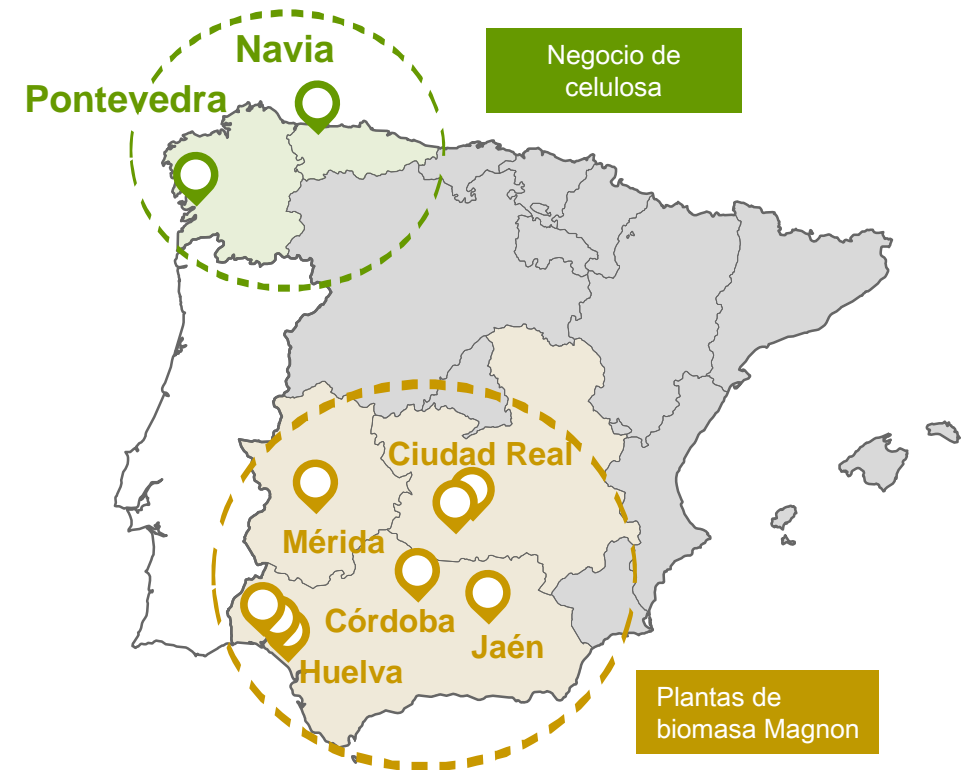 Navia
Negocio de
celulosa
Pontevedra
Ciudad Real
Mérida
Córdoba
Jaén
Huelva
Plantas de
biomasa Magnon